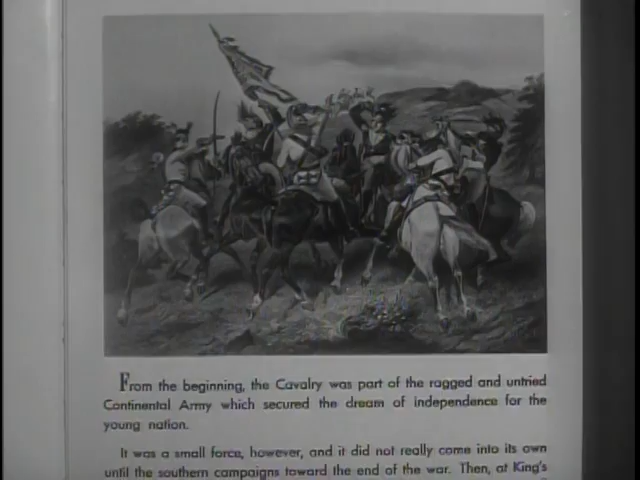 From the beginning, the Cavalry was part of the ragged and untried
Continental Army which secured the dream of independence for the
young nation.
It was a small force, however, and it did not really come into its own
until the southern campaigns toward the end of the war. Then, at King's